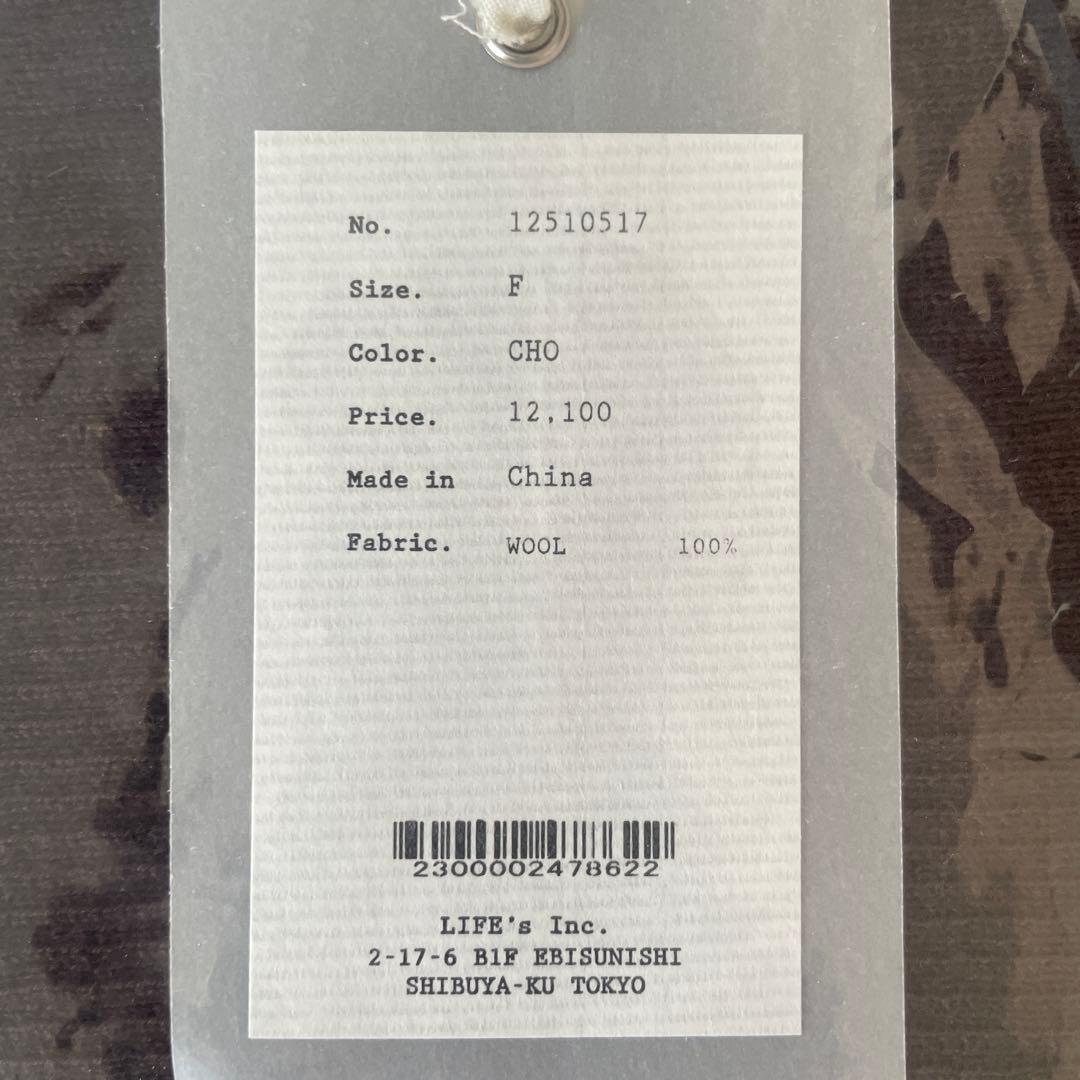 No. 12510517
Size. F
Color. CHO
Price. 12,100
Made in China
Fabric. WOOL 100%
2300002478622
LIFE's Inc.
2-17-6 B1F EBISUNISHI
SHIBUYA-KU TOKYO